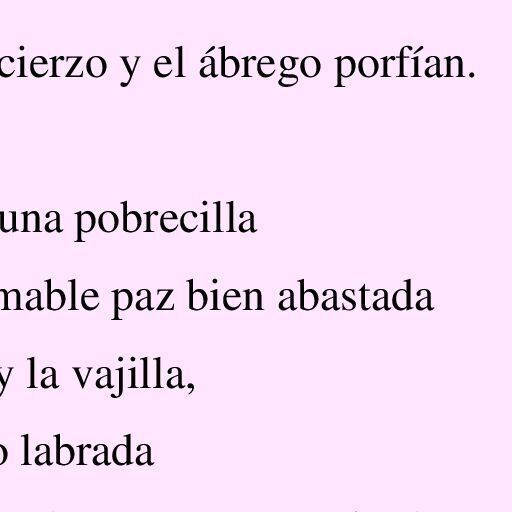 cierzo y el ábrego porfían.
una pobrecilla
mable paz bien abastada
y la vajilla,
o labrada